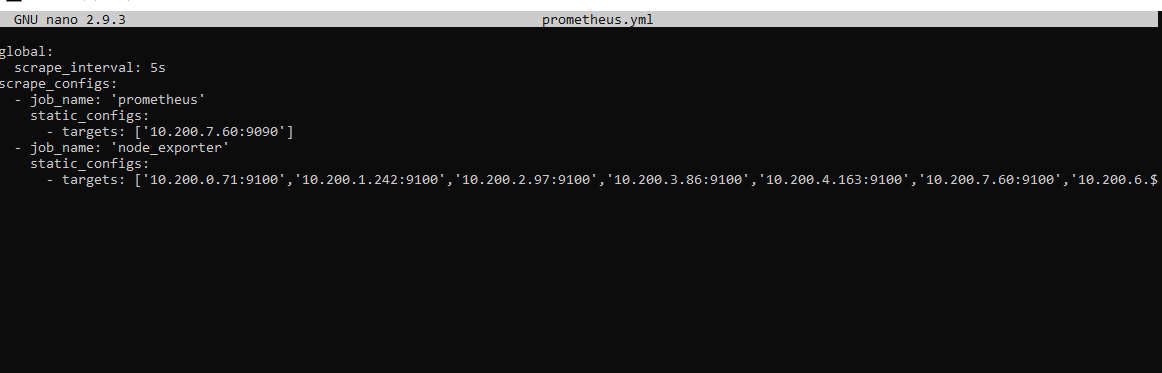 GNU nano 2.9.3 prometheus.yml
global:
  scrape_interval: 5s
scrape_configs:
  - job_name: 'prometheus'
    static_configs:
      - targets: ['10.200.7.60:9090']
  - job_name: 'node_exporter'
    static_configs:
      - targets: ['10.200.0.71:9100','10.200.1.242:9100','10.200.2.97:9100','10.200.3.86:9100','10.200.4.163:9100','10.200.7.60:9100','10.200.6.$